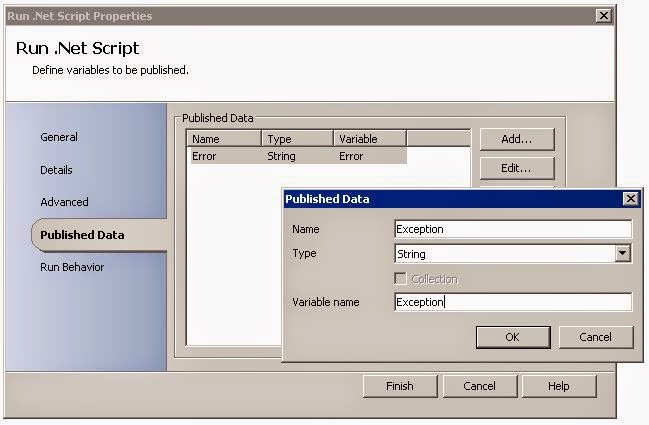 Run .Net Script Properties
Run .Net Script
Define variables to be published.
General
Details
Advanced
Published Data
Run Behavior
Published Data
Name Type Variable
Error String Error
Add...
Edit...
Published Data
Name Exception
Type String
Collection
Variable name Exception
OK Cancel
Finish Cancel Help